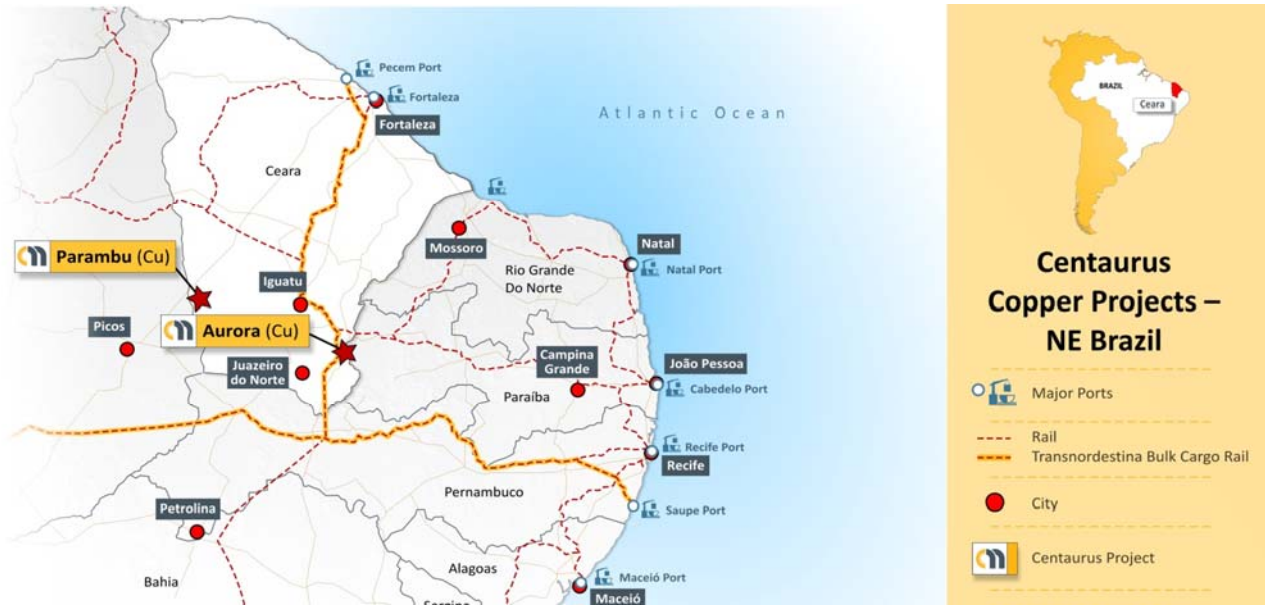 Pecem Port
Fortaleza
Fortaleza
Atlantic Ocean
Ceara
Parambu (Cu)
Iguatu
Mossoro
Natal
Natal Port
Rio Grande
Do Norte
Aurora (Cu)
Picos
Juazeiro
do Norte
Campina
Grande
João Pessoa
Cabedelo Port
Paraíba
Recife Port
Recife
Pernambuco
Petrolina
Saupe Port
Alagoas
Bahia
Maceió Port
Maceió
BRAZIL
Ceara
Centaurus
Copper Projects –
NE Brazil
Major Ports
Rail
Transnordestina Bulk Cargo Rail
City
Centaurus Project